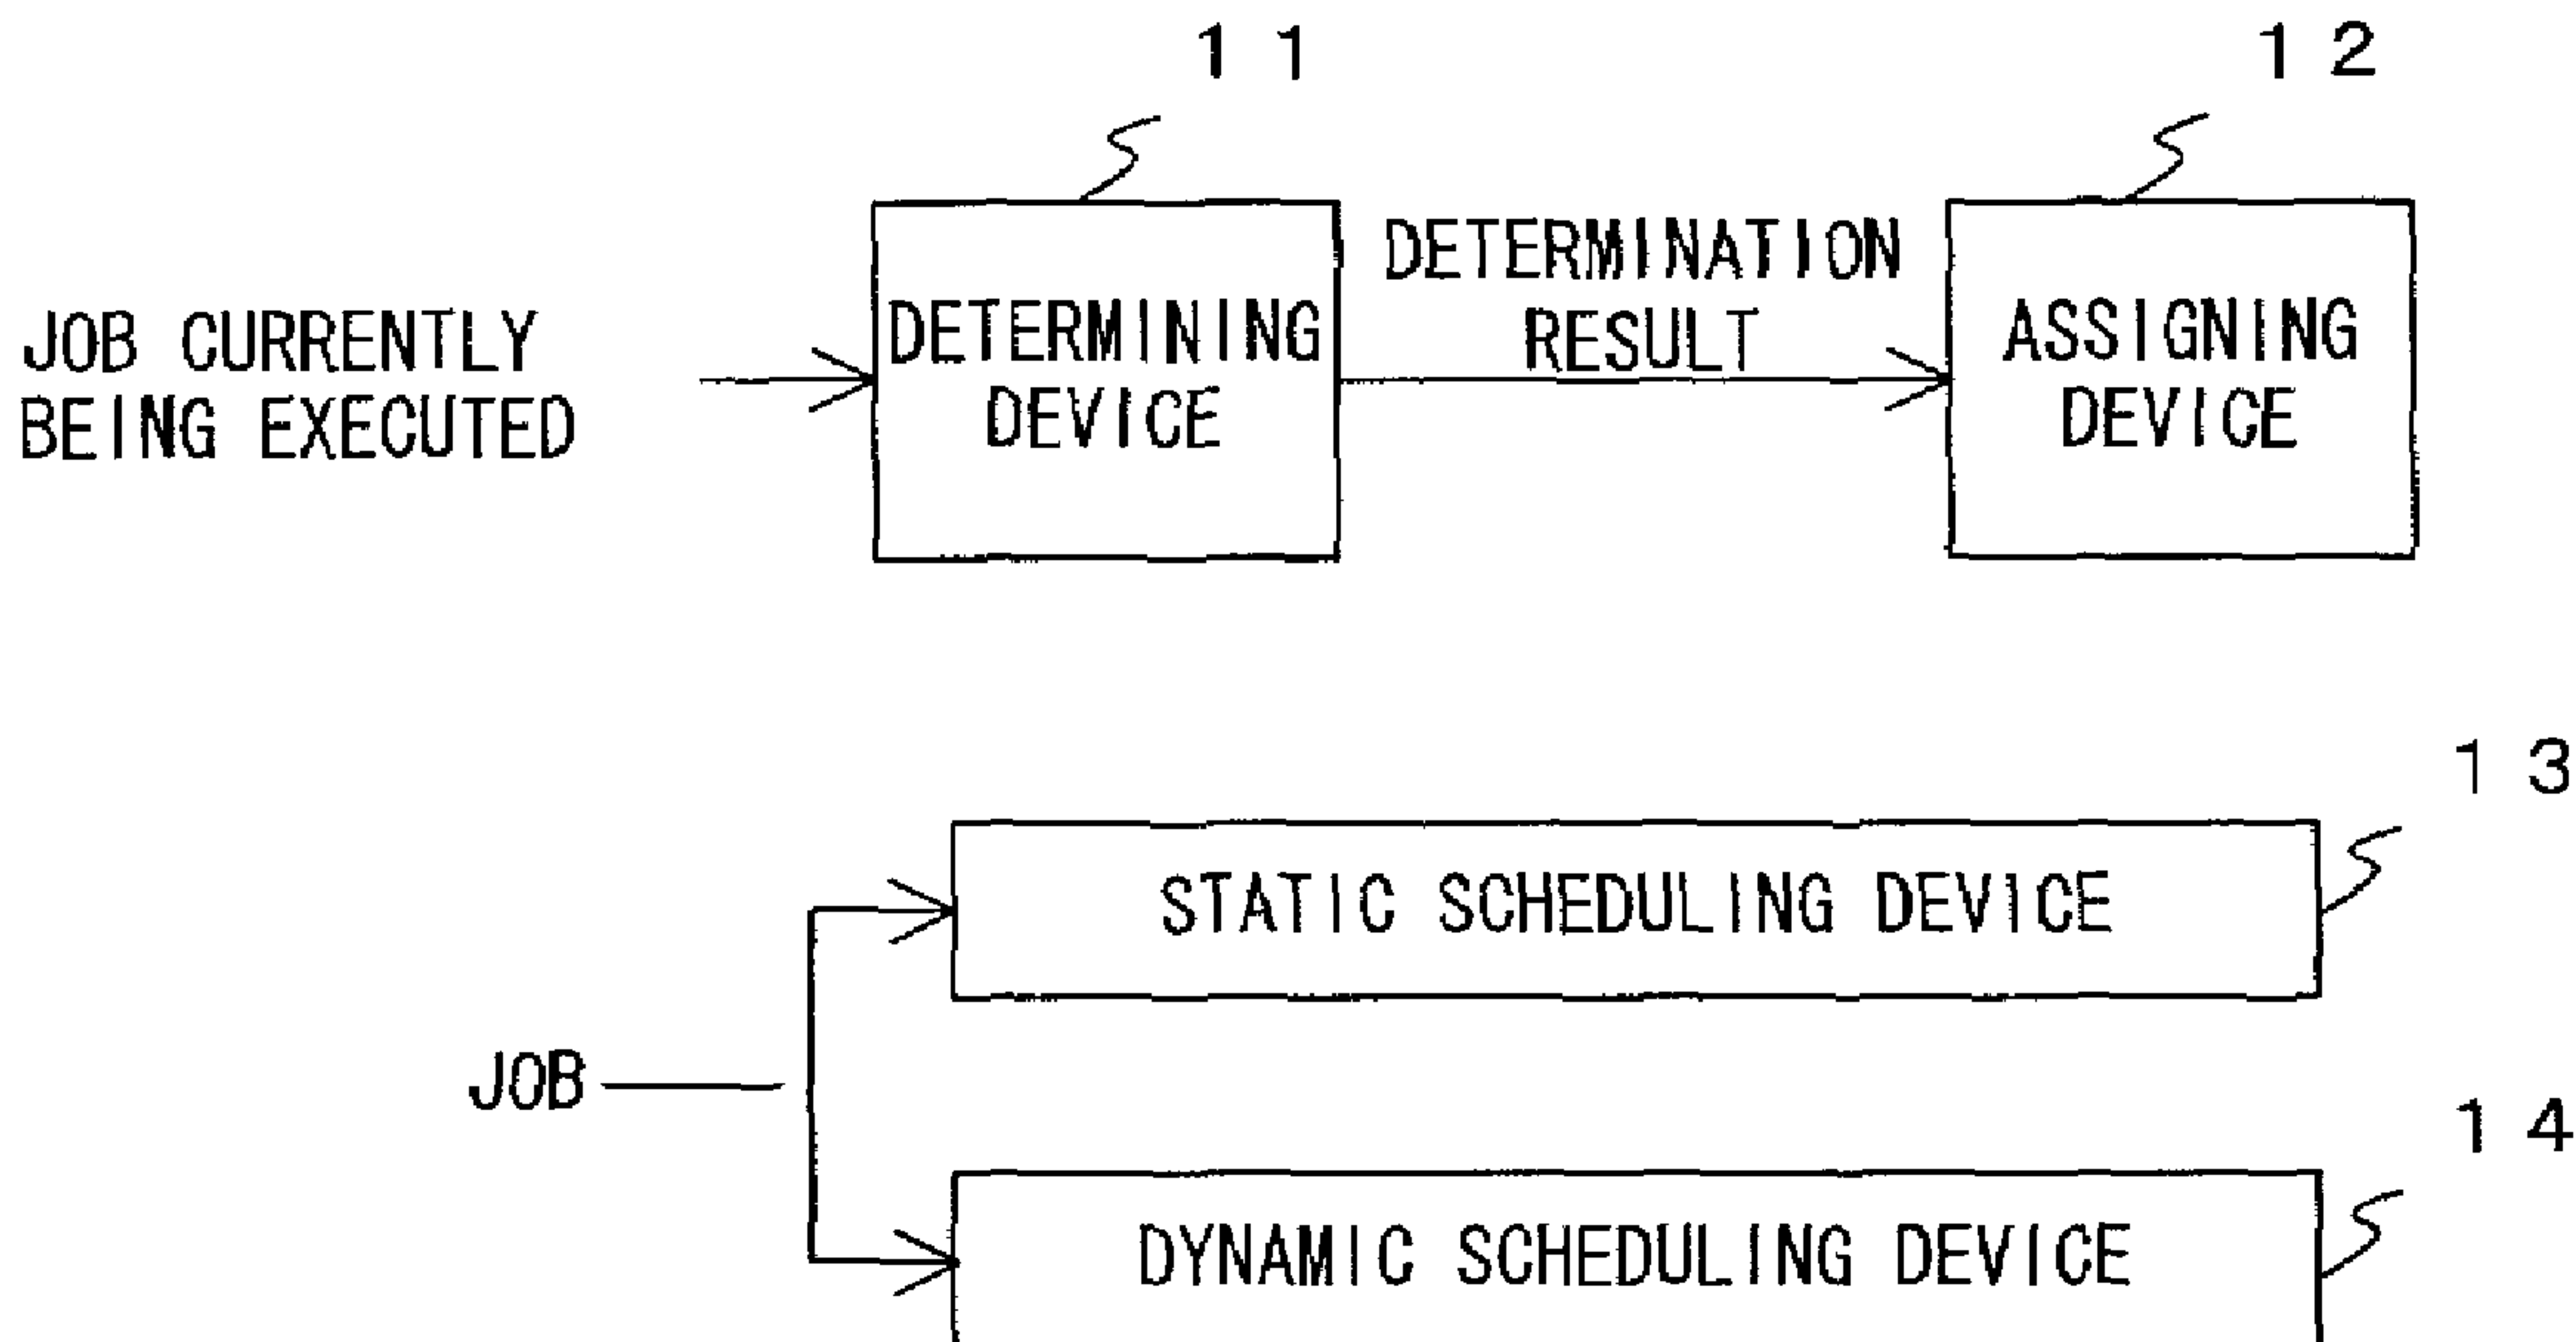 11
12
JOB CURRENTLY
BEING EXECUTED
DETERMINING
DEVICE
DETERMINATION
RESULT
ASSIGNING
DEVICE
13
STATIC SCHEDULING DEVICE
JOB
14
DYNAMIC SCHEDULING DEVICE